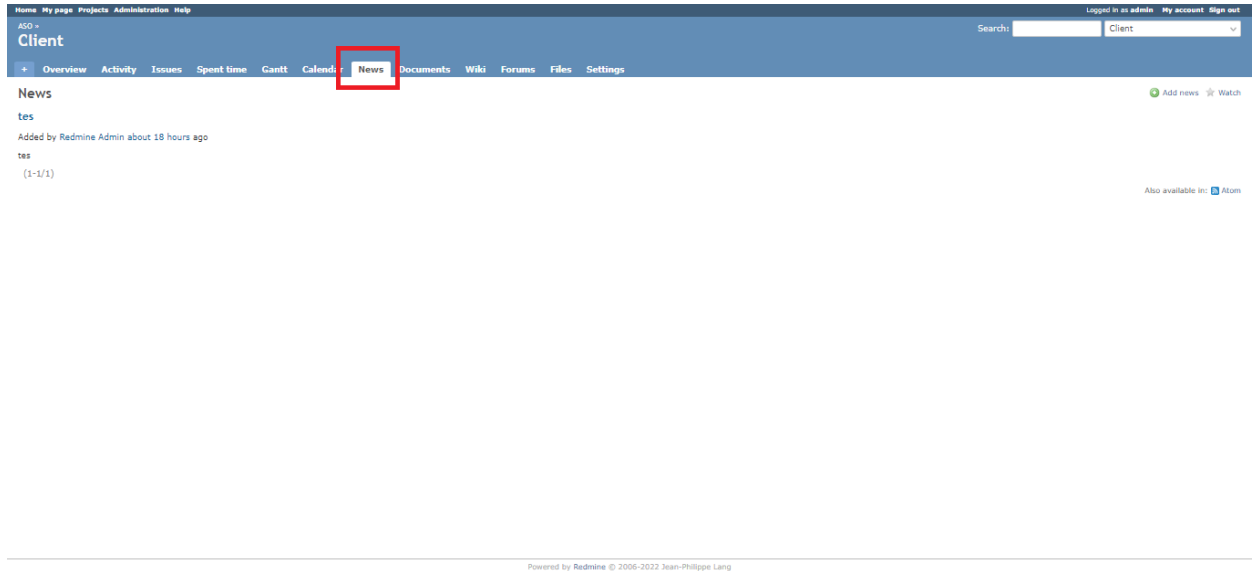 Home My page Projects Administration Help Logged in as admin My account Sign out
ASO »
Client
Search: Client
+ Overview Activity Issues Spent time Gantt Calendar News Documents Wiki Forums Files Settings
News
Add news Watch
tes
Added by Redmine Admin about 18 hours ago
tes
(1-1/1)
Also available in: Atom
Powered by Redmine © 2006-2022 Jean-Philippe Lang